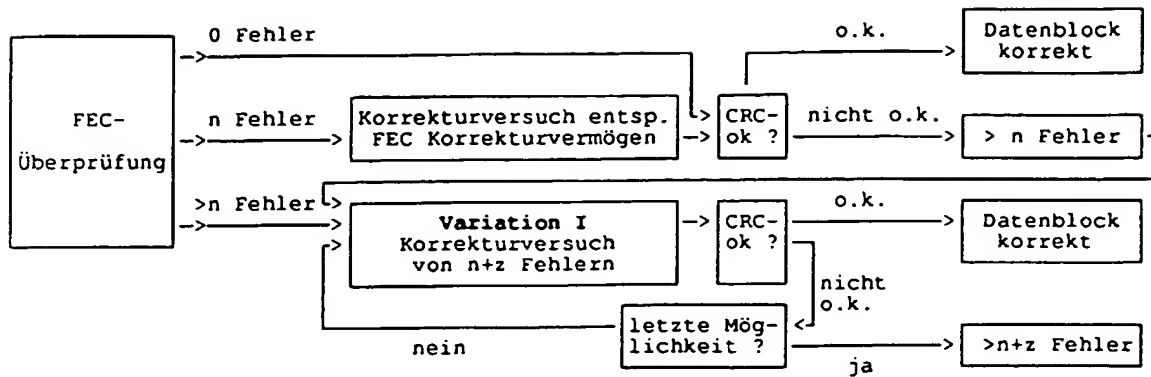 0 Fehler
o.k.
Datenblock
korrekt
FEC-
Überprüfung
n Fehler
Korrekturversuch entsp.
FEC Korrekturvermögen
CRC-
ok ?
nicht o.k.
> n Fehler
>n Fehler
Variation I
Korrekturversuch
von n+z Fehlern
CRC-
ok ?
o.k.
Datenblock
korrekt
nicht
o.k.
nein
letzte Mög-
lichkeit ?
ja
>n+z Fehler